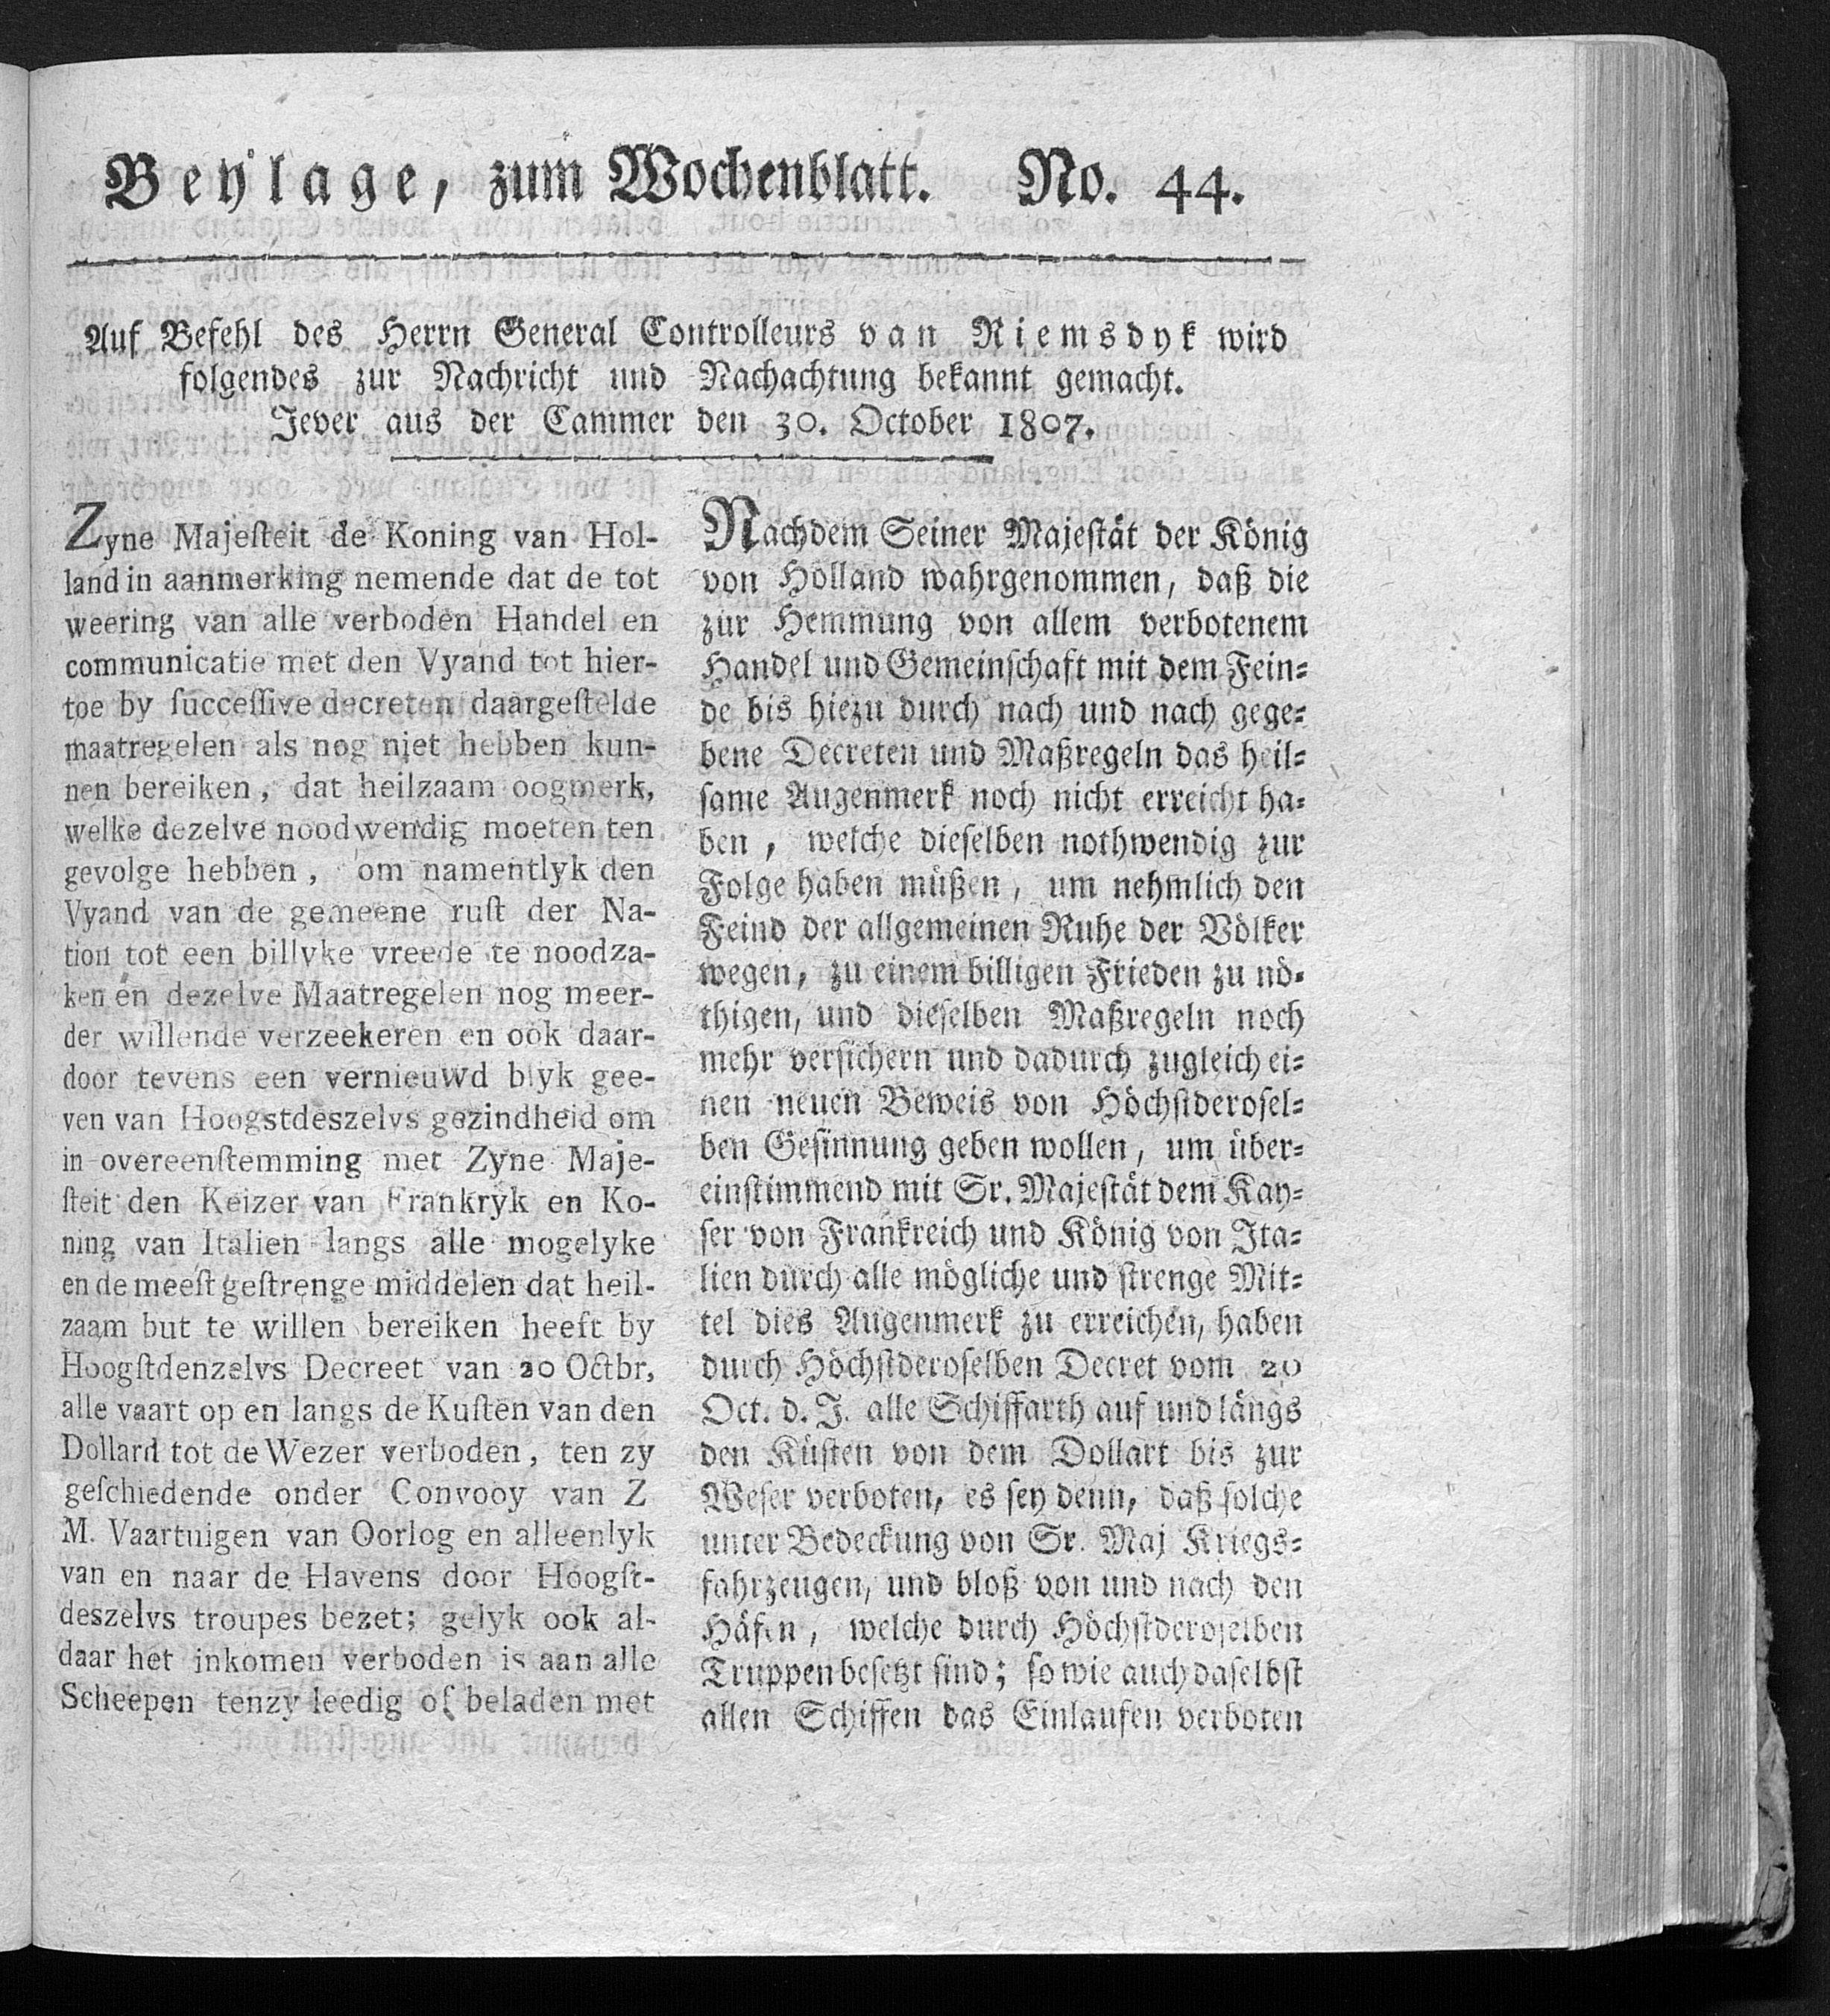 Beylage, zum Wochenblatt. No. 44.
Auf Befehl des Herrn General Controlleurs van Riemsdyk wird
folgendes zur Nachricht und Nachachtung bekannt gemacht.
Jever aus der Cammer den 30. October 1807.
Zyne Majeſteit de Koning van Hol-
land in aanmerking nemende dat de tot
weering van alle verboden Handel en
communicatie met den Vyand tot hier-
toe by ſucceſſive decreten daargeſtelde
maatregelen als nog niet hebben kun-
nen bereiken, dat heilzaam oogmerk,
welke dezelve noodwendig moeten ten
gevolge hebben, om namentlyk den
Vyand van de gemeene ruſt der Na-
tion tot een billyke vreede te noodza-
ken en dezelve Maatregelen nog meer-
der willende verzeekeren en ook daar-
door tevens een vernieuwd blyk gee-
ven van Hoogstdeszelvs gezindheid om
in overeenſtemming met Zyne Maje-
ſteit den Keizer van Frankryk en Ko-
ning van Italien langs alle mogelyke
en de meeſt geſtrenge middelen dat heil-
zaam but te willen bereiken heeft by
Hoogſtdenzelvs Decreet van 20 Octbr,
alle vaart op en langs de Kuſten van den
Dollard tot de Wezer verboden, ten zy
geſchiedende onder Convooy van Z
M. Vaartuigen van Oorlog en alleenlyk
van en naar de Havens door Hoogſt-
deszelvs troupes bezet; gelyk ook al-
daar het inkomen verboden is aan alle
Scheepen tenzy leedig of beladen met
Nachdem Seiner Majeſtät der König
von Holland wahrgenommen, daß die
zur Hemmung von allem verbotenem
Handel und Gemeinſchaft mit dem Fein-
de bis hiezu durch nach und nach gege-
bene Decreten und Maßregeln das heil-
ſame Augenmerk noch nicht erreicht ha-
ben, welche dieſelben nothwendig zur
Folge haben müßen, um nehmlich den
Feind der allgemeinen Ruhe der Völker
wegen, zu einem billigen Frieden zu nö-
thigen, und dieſelben Maßregeln noch
mehr verſichern und dadurch zugleich ei-
nen neuen Beweis von Höchſtderoſel-
ben Geſinnung geben wollen, um über-
einſtimmend mit Sr. Majeſtät dem Kay-
ſer von Frankreich und König von Ita-
lien durch alle mögliche und ſtrenge Mit-
tel dies Augenmerk zu erreichen, haben
durch Höchſtderoſelben Decret vom 20
Oct. d. J. alle Schiffarth auf und längs
den Küſten von dem Dollart bis zur
Weſer verboten, es ſey denn, daß ſolche
unter Bedeckung von Sr. Maj Kriegs-
fahrzeugen, und bloß von und nach den
Häfen, welche durch Höchſtderoſelben
Truppen beſetzt ſind; ſo wie auch daſelbſt
allen Schiffen das Einlaufen verboten